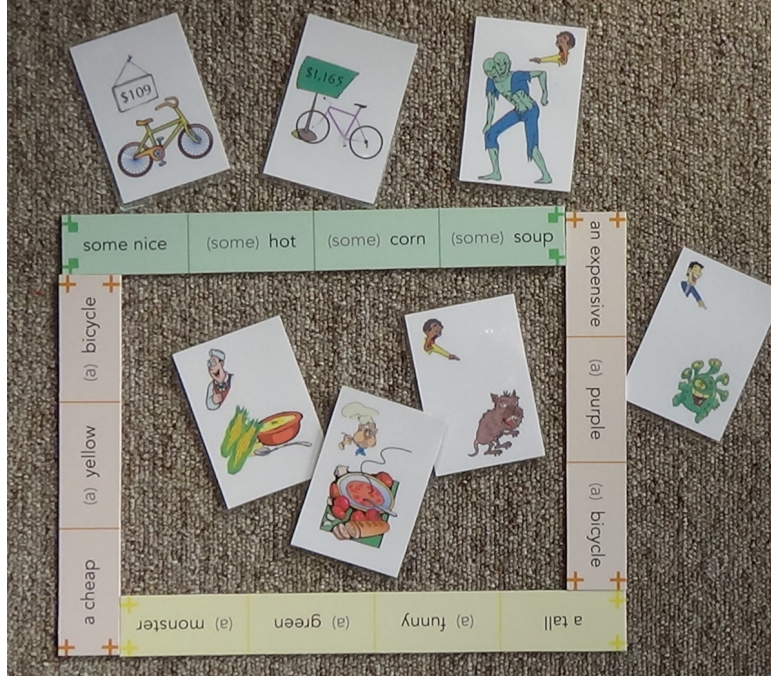 $109
$1,165
some nice (some) hot (some) corn (some) soup
an expensive (a) purple (a) bicycle
a tall (a) funny (a) green (a) monster
a cheap (a) yellow (a) bicycle